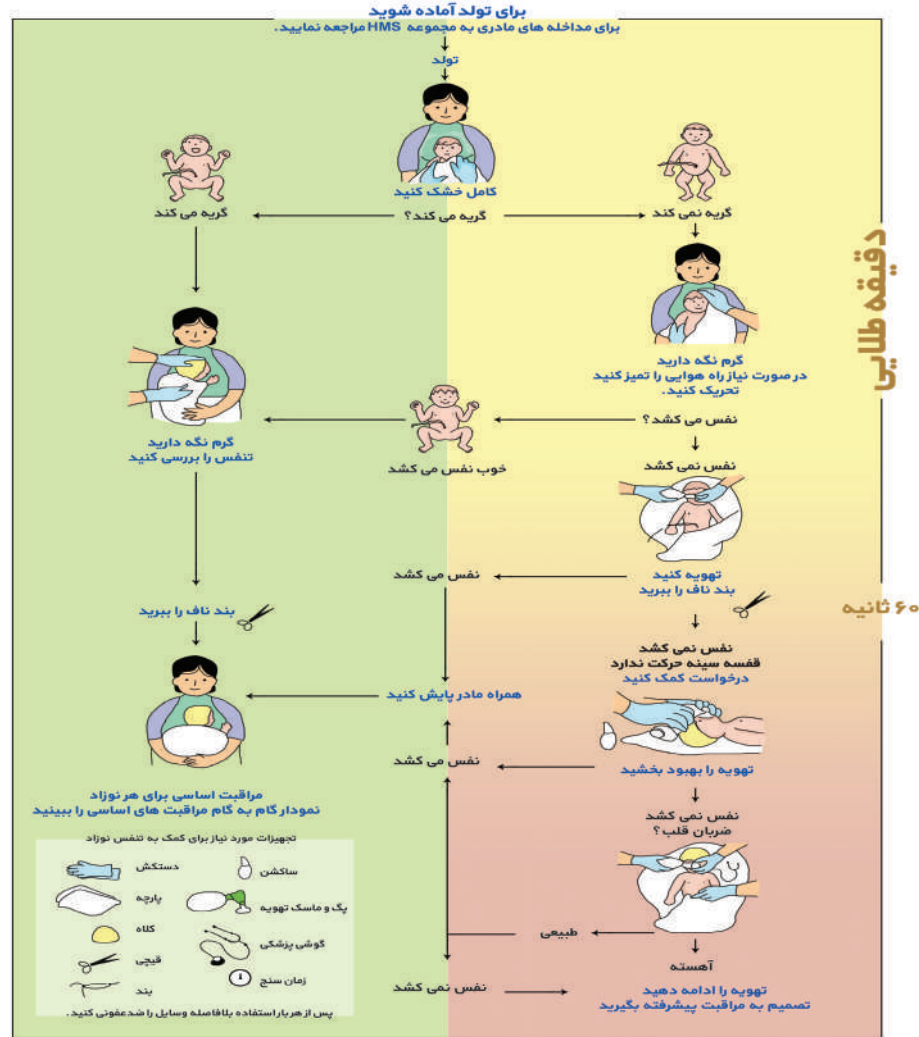 برای تولد آماده شوید
برای مداخله های مادری به مجموعه HMS مراجعه نمایید.
تولد
کامل خشک کنید
گریه نمی کند
گریه می کند؟
گریه می کند
دقیقه طلایی
گرم نگه دارید
در صورت نیاز راه هوایی را تمیز کنید
تحریک کنید.
نفس می کشد؟
خوب نفس می کشد
گرم نگه دارید
تنفس را بررسی کنید
نفس نمی کشد
تهویه کنید
بند ناف را ببرید
نفس می کشد
بند ناف را ببرید
۶۰ ثانیه
نفس نمی کشد
قفسه سینه حرکت ندارد
درخواست کمک کنید
همراه مادر پایش کنید
تهویه را بهبود بخشید
نفس می کشد
مراقبت اساسی برای هر نوزاد
نمودار گام به گام مراقبت های اساسی را ببینید
نفس نمی کشد
ضربان قلب؟
طبیعی
آهسته
تهویه را ادامه دهید
تصمیم به مراقبت پیشرفته بگیرید
نفس نمی کشد
تجهیزات مورد نیاز برای کمک به تنفس نوزاد
ساکشن
دستکش
بگ و ماسک تهویه
پارچه
گوشی پزشکی
کلاه
قیچی
زمان سنج
بند
پس از هر بار استفاده بلافاصله وسایل را ضدعفونی کنید.